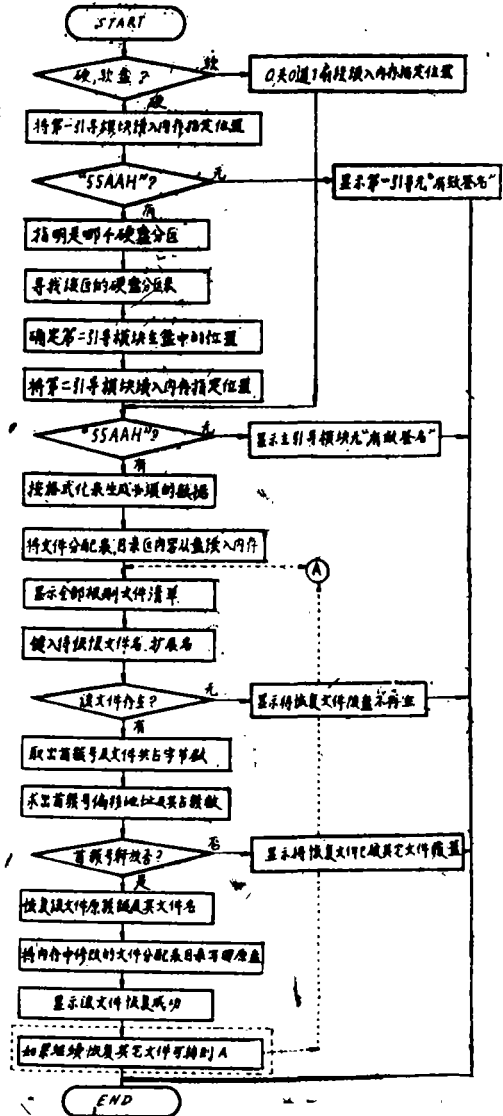 START
硬,软盘?
软
0头0道1扇段读入内存指定位置
硬
将第一引导模块读入内存指定位置
"55AAH"?
无
显示第一引导无"有效签名"
有
指明是哪个硬盘分区
寻找该区的硬盘分区表
确定第二引导模块在盘中的位置
将第二引导模块读入内存指定位置
"55AAH"?
无
显示主引导模块无"有效签名"
有
按格式化表生成必须的数据
将文件分配表,目录区内容从盘读入内存
A
显示全部被删文件清单
键入待恢复文件名.扩展名
该文件存在?
无
显示待恢复文件该盘不存在
有
取出首簇号及文件共占字节数
求出首簇号偏移地址及其占簇数
首簇号释放否?
否
显示待恢复文件已被其它文件覆盖
是
恢复该文件原簇链及其文件名
将内存中修改的文件分配表目录写回原盘
显示该文件恢复成功
如果继续恢复其它文件可转到A
END